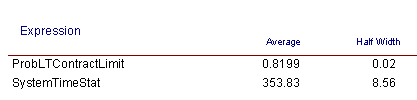 Expression
Average Half Width
ProbLTContractLimit 0.8199 0.02
SystemTimeStat 353.83 8.56